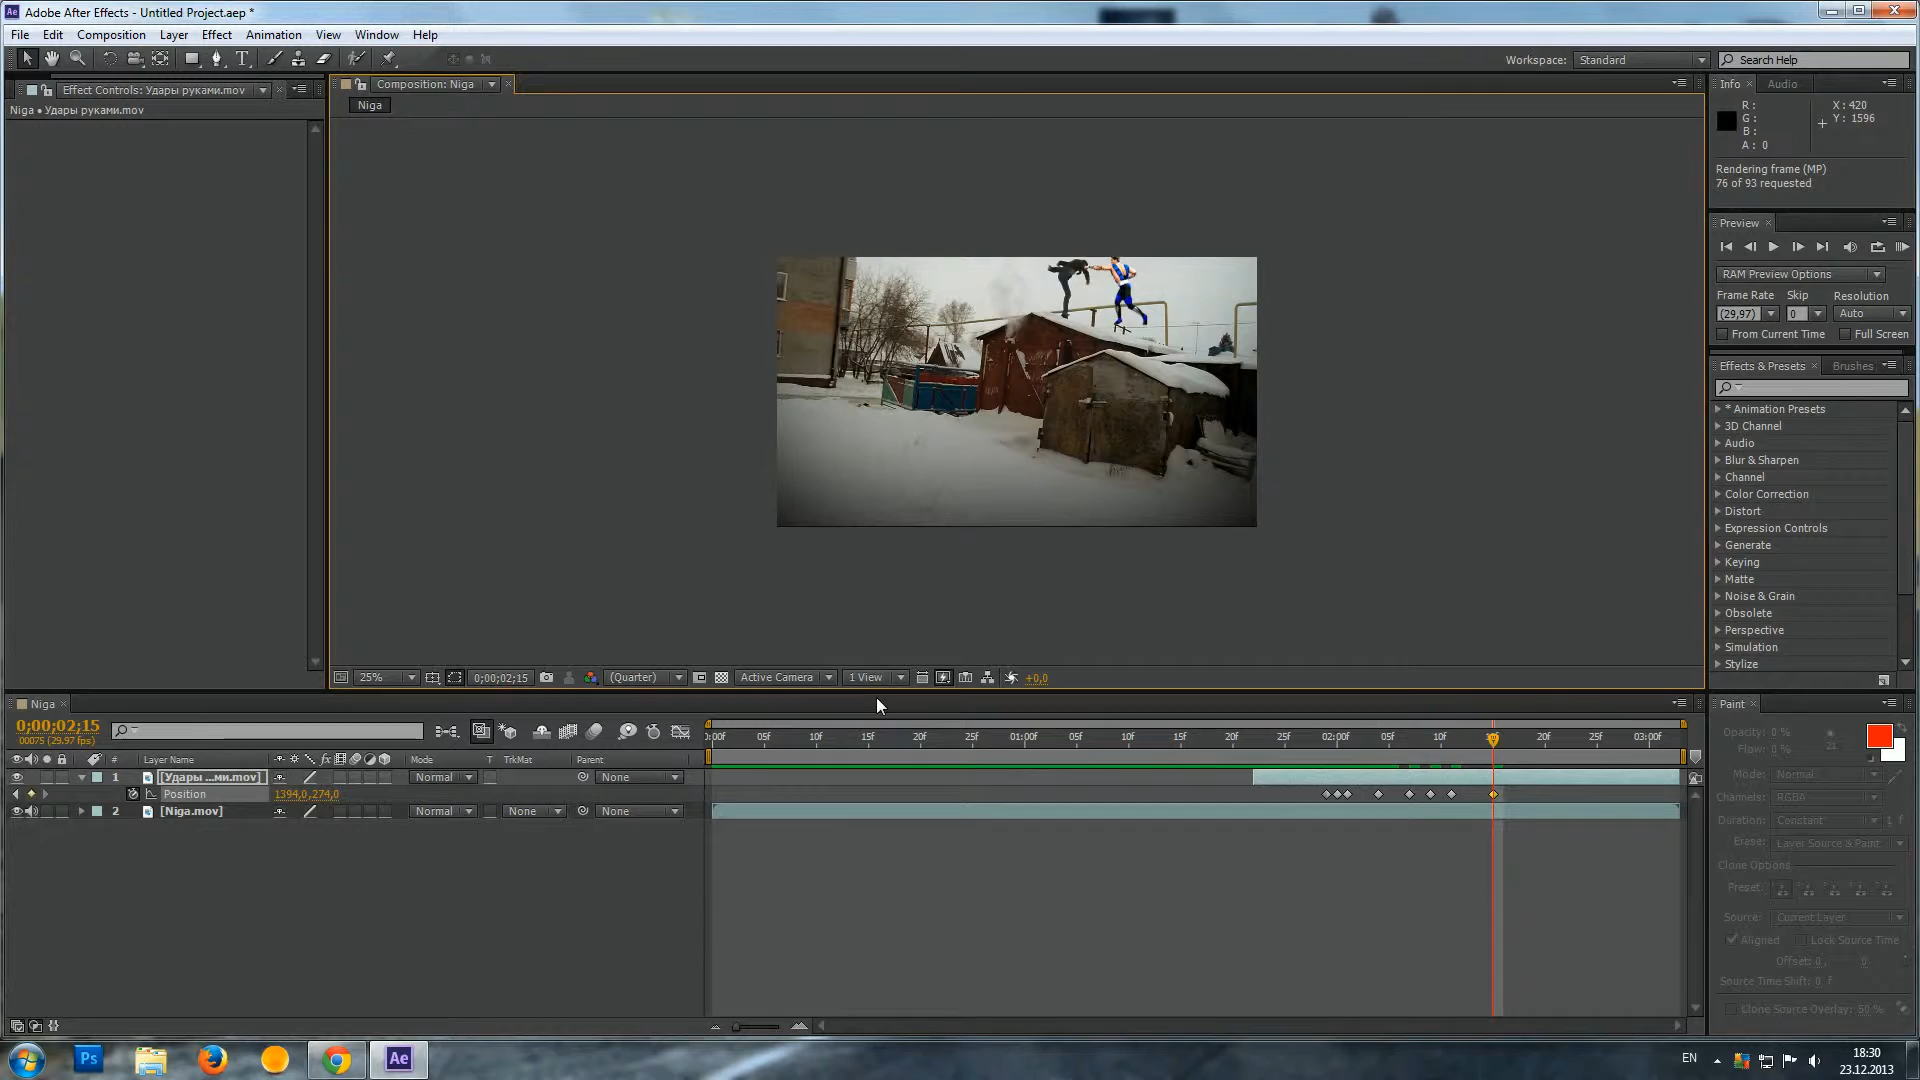 Adobe After Effects - Untitled Project.aep *
File Edit Composition Layer Effect Animation View Window Help
Workspace: Standard Search Help
Effect Controls: Удары руками.mov
Niga • Удары руками.mov
Composition: Niga
Niga
Info Audio
R: X: 420
G: Y: 1596
B:
A: 0
Rendering frame (MP)
76 of 93 requested
Preview
RAM Preview Options
Frame Rate Skip Resolution
(29,97) 0 Auto
From Current Time Full Screen
Effects & Presets Brushes
* Animation Presets
3D Channel
Audio
Blur & Sharpen
Channel
Color Correction
Distort
Expression Controls
Generate
Keying
Matte
Noise & Grain
Obsolete
Perspective
Simulation
Stylize
25% 0;00;02;15 (Quarter) Active Camera 1 View +0,0
Niga
0;00;02;15
00075 (29.97 fps)
0:00f 05f 10f 15f 20f 25f 01:00f 05f 10f 15f 20f 25f 02:00f 05f 10f 20f 25f 03:00f
# Layer Name Mode T TrkMat Parent
1 [Удары ...ми.mov] Normal None
Position 1394,0,274,0
2 [Niga.mov] Normal None None
Paint
Opacity: 0 %
Flow: 0 % 21
Mode: Normal
Channels: RGBA
Duration: Constant 1 f
Erase: Layer Source & Paint
Clone Options
Preset:
Source: Current Layer
Aligned Lock Source Time
Offset: 0 , 0
Source Time Shift: 0 f
Clone Source Overlay: 50 %
Ps Ae EN 18:30
23.12.2013